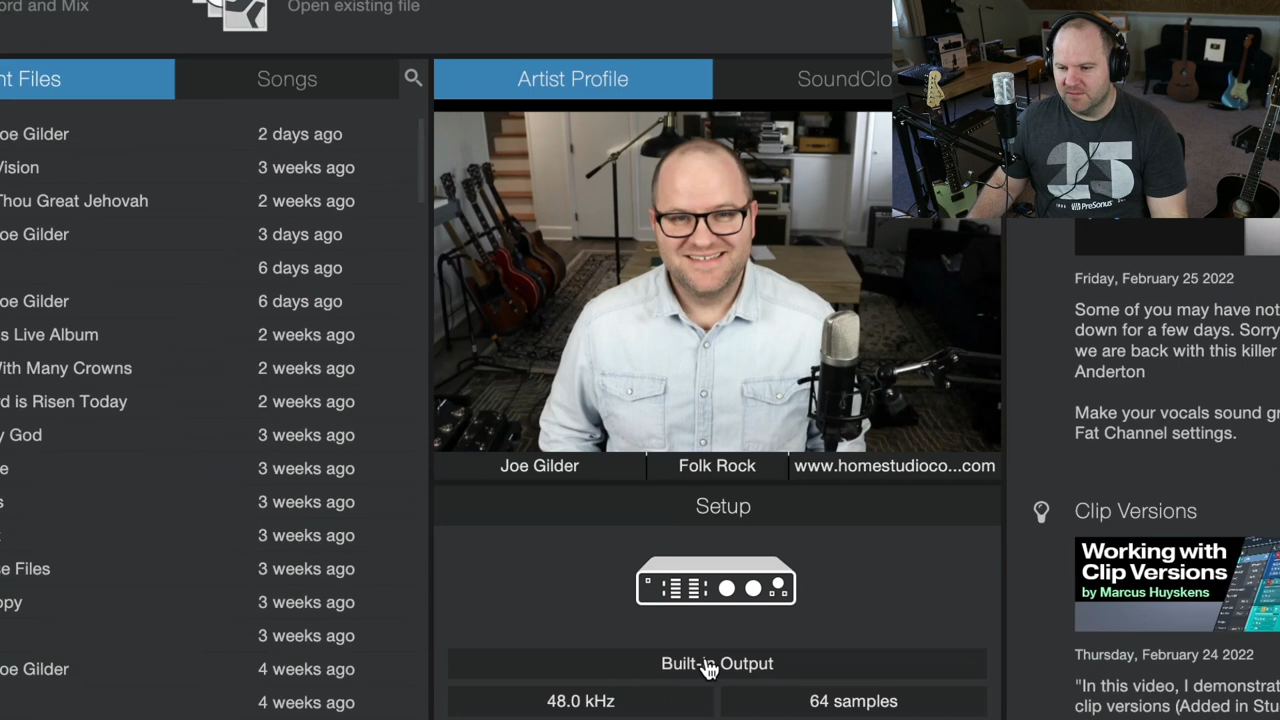 ord and Mix
Open existing file
nt Files
Songs
Artist Profile
SoundClo
oe Gilder
2 days ago
Vision
3 weeks ago
Thou Great Jehovah
2 weeks ago
oe Gilder
3 days ago
6 days ago
oe Gilder
6 days ago
s Live Album
2 weeks ago
With Many Crowns
2 weeks ago
rd is Risen Today
2 weeks ago
y God
3 weeks ago
e
3 weeks ago
s
3 weeks ago
3 weeks ago
e Files
3 weeks ago
opy
3 weeks ago
3 weeks ago
oe Gilder
4 weeks ago
4 weeks ago
Joe Gilder
Folk Rock
www.homestudioco...com
Setup
Built-in Output
48.0 kHz
64 samples
25
PreSonus
Friday, February 25 2022
Some of you may have not
down for a few days. Sorry
we are back with this killer
Anderton
Make your vocals sound gr
Fat Channel settings.
Clip Versions
Working with
Clip Versions
by Marcus Huyskens
Thursday, February 24 2022
"In this video, I demonstrat
clip versions (Added in Stu